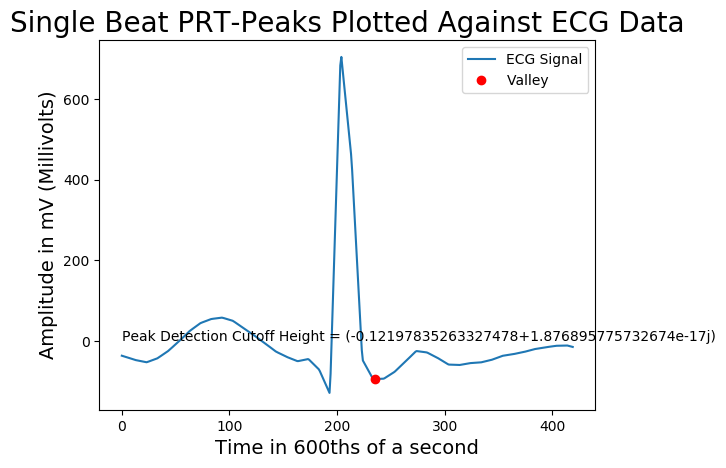 Single Beat PRT-Peaks Plotted Against ECG Data
ECG Signal
Valley
Amplitude in mV (Millivolts)
600
400
200
0
Peak Detection Cutoff Height = (-0.12197835263327478+1.876895775732674e-17j)
0 100 200 300 400
Time in 600ths of a second